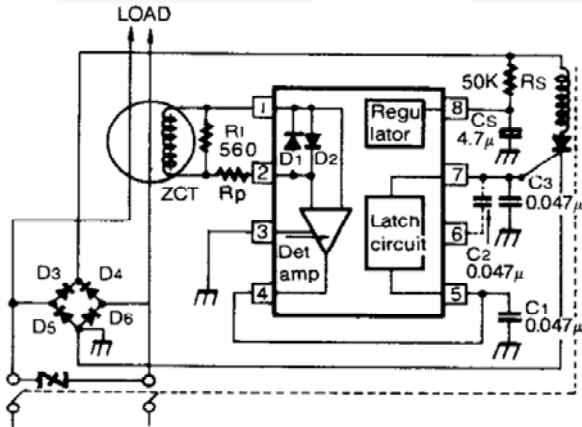 LOAD
50K RS
1
8
Regu
lator
CS
4.7μ
RI
560
D1 D2
ZCT
Rp
2
7
C3
0.047μ
3
Latch
circuit
6
C2
0.047μ
Det
amp
4
5
C1
0.047μ
D3 D4
D5 D6